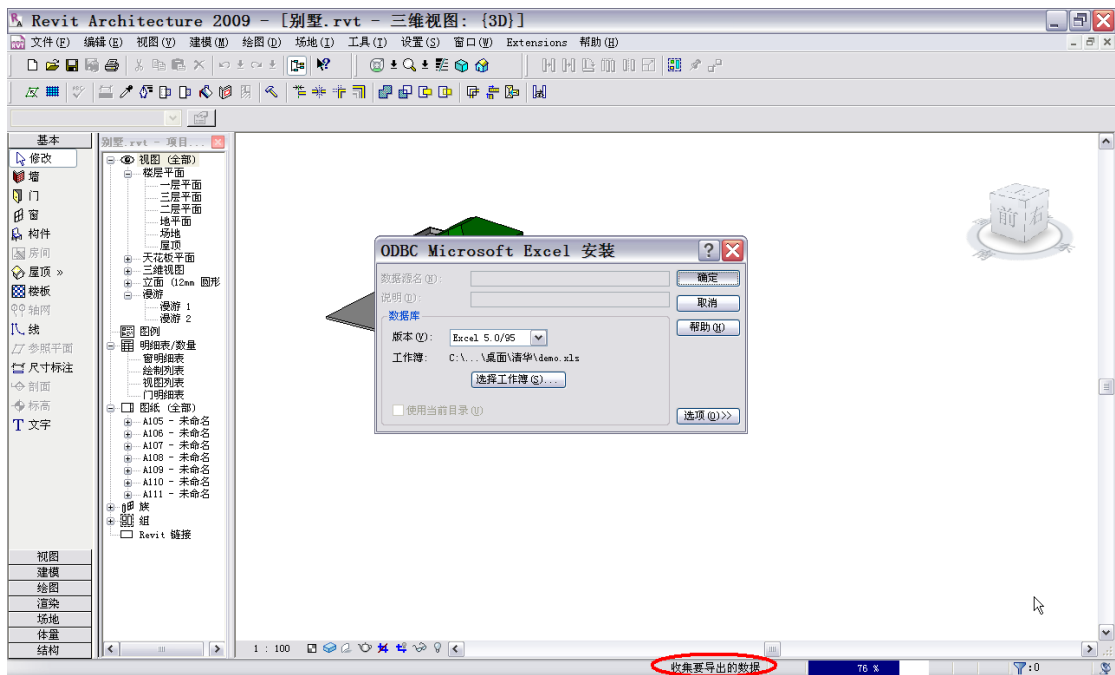 Revit Architecture 2009 - [别墅.rvt - 三维视图: {3D}]
文件(F) 编辑(E) 视图(V) 建模(M) 绘图(D) 场地(I) 工具(I) 设置(S) 窗口(W) Extensions 帮助(H)
基本
修改
墙
门
窗
构件
房间
屋顶 »
楼板
轴网
线
参照平面
尺寸标注
剖面
标高
文字
视图
建模
绘图
渲染
场地
体量
结构
别墅.rvt - 项目...
视图 (全部)
楼层平面
一层平面
三层平面
二层平面
地平面
场地
屋顶
天花板平面
三维视图
立面 (12mm 圆形
漫游
漫游 1
漫游 2
图例
明细表/数量
窗明细表
绘制列表
视图列表
门明细表
图纸 (全部)
A105 - 未命名
A106 - 未命名
A107 - 未命名
A108 - 未命名
A109 - 未命名
A110 - 未命名
A111 - 未命名
族
组
Revit 链接
前
右
ODBC Microsoft Excel 安装
数据源名(N):
说明(D):
数据库
版本(V): Excel 5.0/95
工作簿: C:\...\桌面\清华\demo.xls
选择工作簿(S)...
使用当前目录(U)
确定
取消
帮助(H)
选项(O)>>
1 : 100
收集要导出的数据
76 %
:0